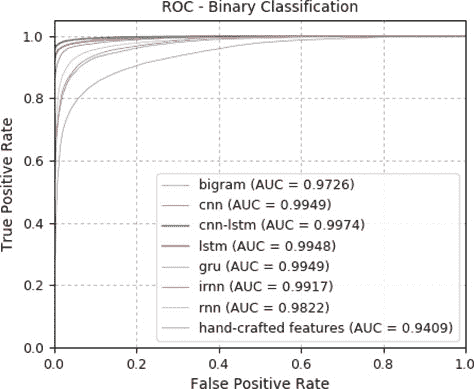 ROC - Binary Classification
1.0
0.8
0.6
0.4
0.2
0.0
True Positive Rate
bigram (AUC = 0.9726)
cnn (AUC = 0.9949)
cnn-lstm (AUC = 0.9974)
lstm (AUC = 0.9948)
gru (AUC = 0.9949)
irnn (AUC = 0.9917)
rnn (AUC = 0.9822)
hand-crafted features (AUC = 0.9409)
0.0 0.2 0.4 0.6 0.8 1.0
False Positive Rate